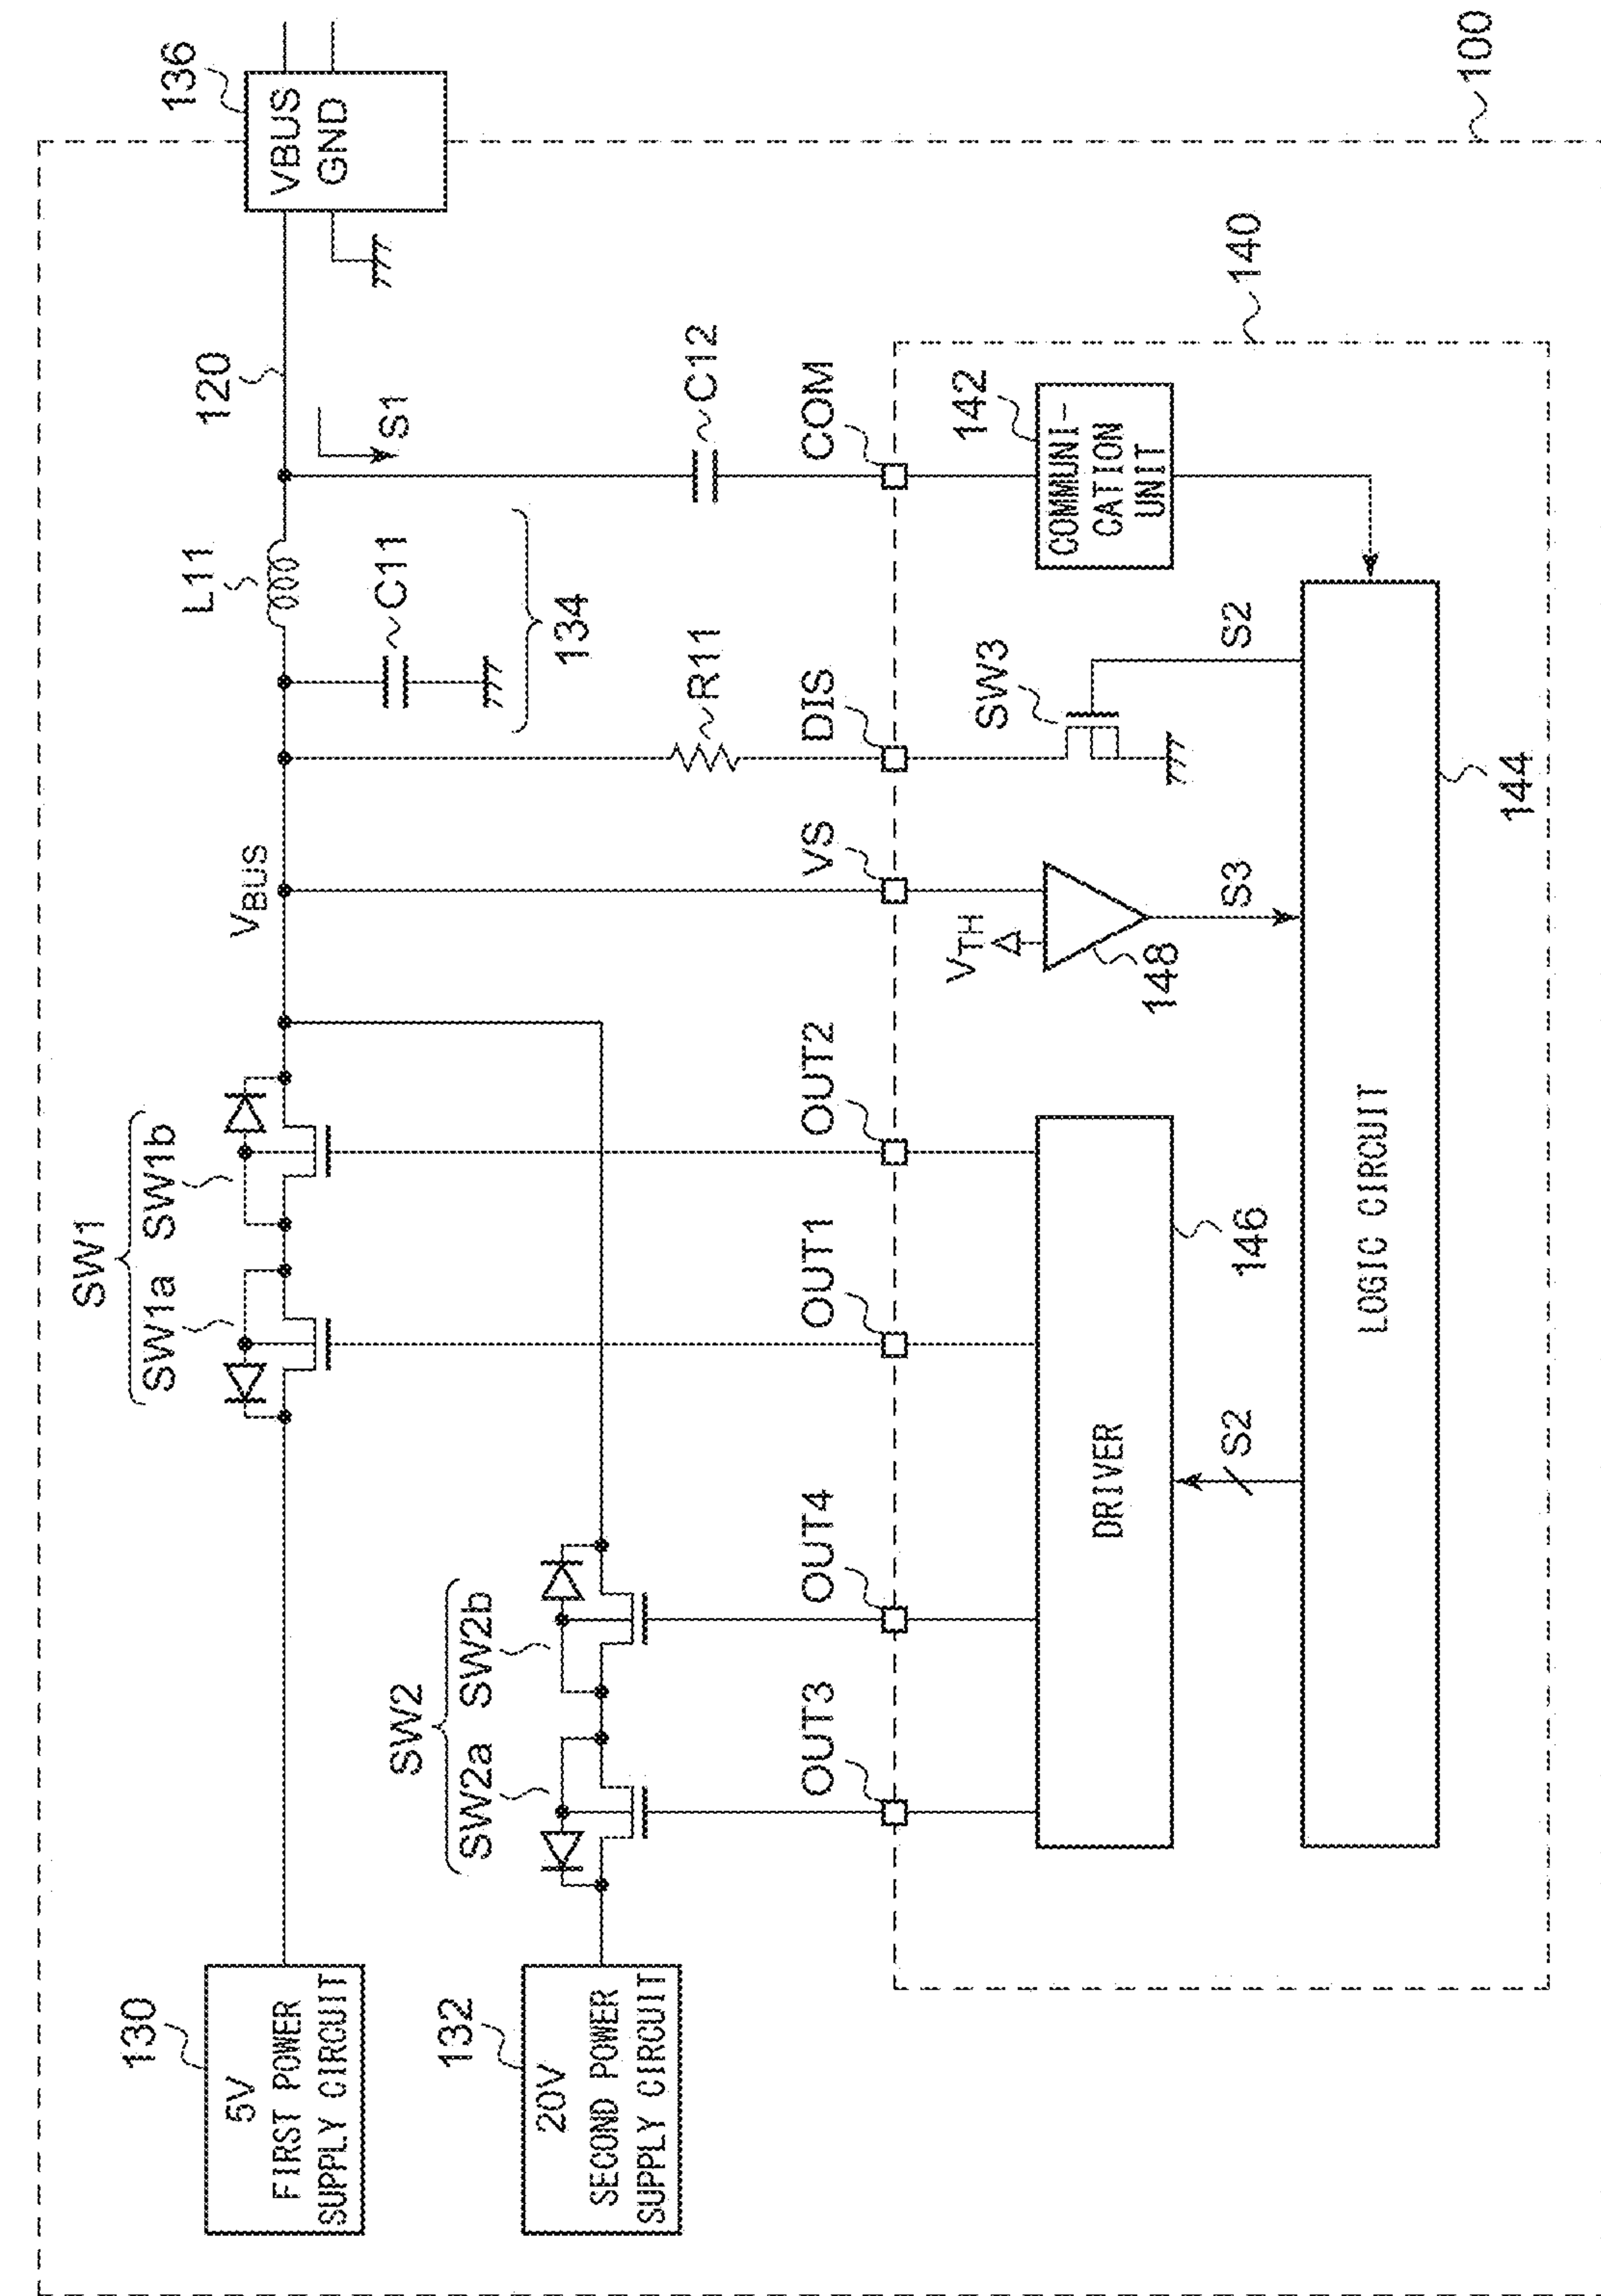 100
130
5V
FIRST POWER
SUPPLY CIRCUIT
SW1
SW1a
SW1b
VBUS
L11
120
136
VBUS
GND
C11
S1
134
132
20V
SECOND POWER
SUPPLY CIRCUIT
SW2
SW2a
SW2b
R11
C12
OUT3
OUT4
OUT1
OUT2
VS
DIS
COM
140
VTH
148
SW3
142
COMMUNI-
CATION
UNIT
DRIVER
146
S2
S3
S2
LOGIC CIRCUIT
144